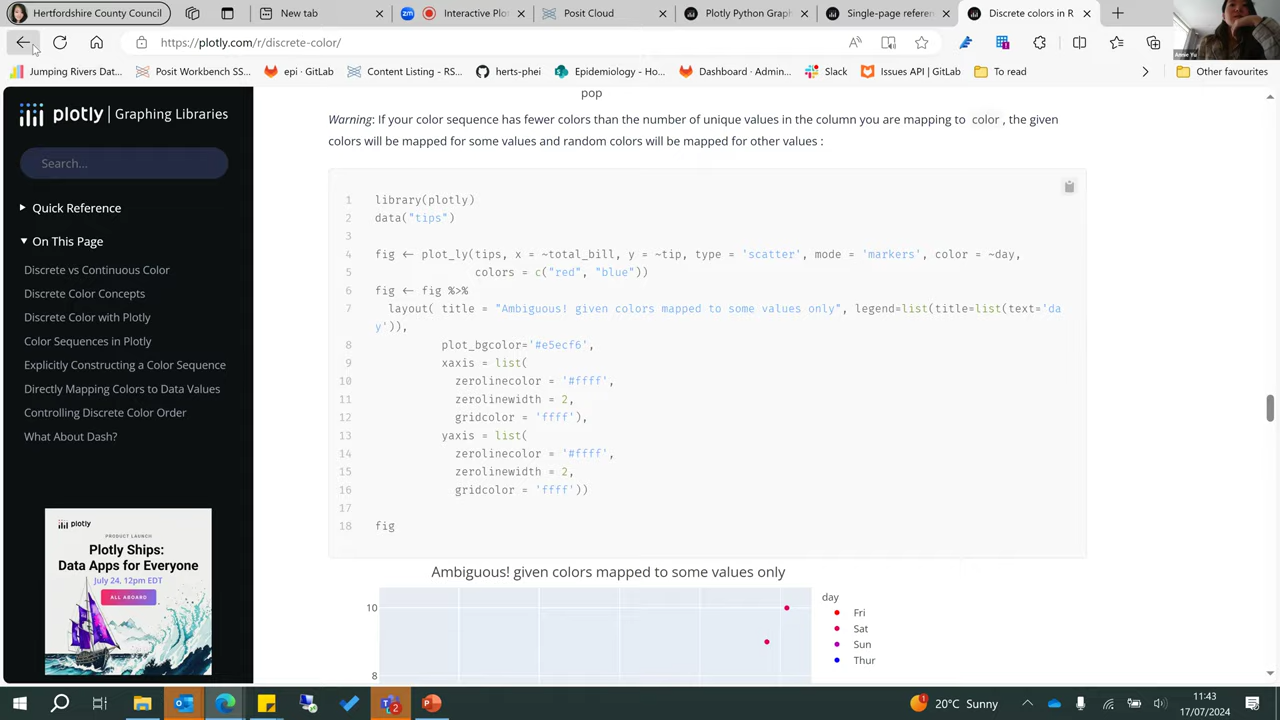 Hertfordshire County Council
New tab
Interactive Plo
Posit Cloud
Plotly Python Grap
Single-page referen
Discrete colors in R
https://plotly.com/r/discrete-color/
Anne Yu
Jumping Rivers Dat...
Posit Workbench SS...
epi · GitLab
Content Listing - RS...
herts-phei
Epidemiology - Ho...
Dashboard · Admin...
Slack
Issues API | GitLab
To read
Other favourites
plotly | Graphing Libraries
Search...
Quick Reference
On This Page
Discrete vs Continuous Color
Discrete Color Concepts
Discrete Color with Plotly
Color Sequences in Plotly
Explicitly Constructing a Color Sequence
Directly Mapping Colors to Data Values
Controlling Discrete Color Order
What About Dash?
plotly
PRODUCT LAUNCH
Plotly Ships:
Data Apps for Everyone
July 24, 12pm EDT
ALL ABOARD
pop
Warning: If your color sequence has fewer colors than the number of unique values in the column you are mapping to color , the given
colors will be mapped for some values and random colors will be mapped for other values :
1 library(plotly)
2 data("tips")
3
4 fig <- plot_ly(tips, x = ~total_bill, y = ~tip, type = 'scatter', mode = 'markers', color = ~day,
5 colors = c("red", "blue"))
6 fig <- fig %>%
7 layout( title = "Ambiguous! given colors mapped to some values only", legend=list(title=list(text='da
y')),
8 plot_bgcolor='#e5ecf6',
9 xaxis = list(
10 zerolinecolor = '#ffff',
11 zerolinewidth = 2,
12 gridcolor = 'ffff'),
13 yaxis = list(
14 zerolinecolor = '#ffff',
15 zerolinewidth = 2,
16 gridcolor = 'ffff'))
17
18 fig
Ambiguous! given colors mapped to some values only
10
8
day
Fri
Sat
Sun
Thur
20°C Sunny
11:43
17/07/2024